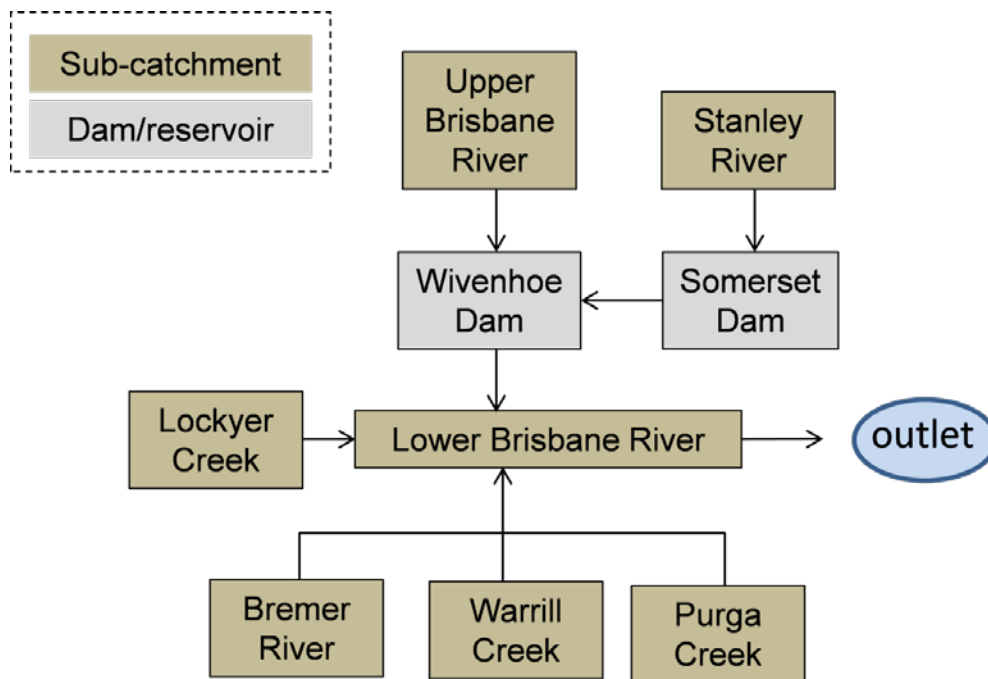 Sub-catchment
Dam/reservoir
Upper
Brisbane
River
Stanley
River
Wivenhoe
Dam
Somerset
Dam
Lockyer
Creek
Lower Brisbane River
outlet
Bremer
River
Warrill
Creek
Purga
Creek